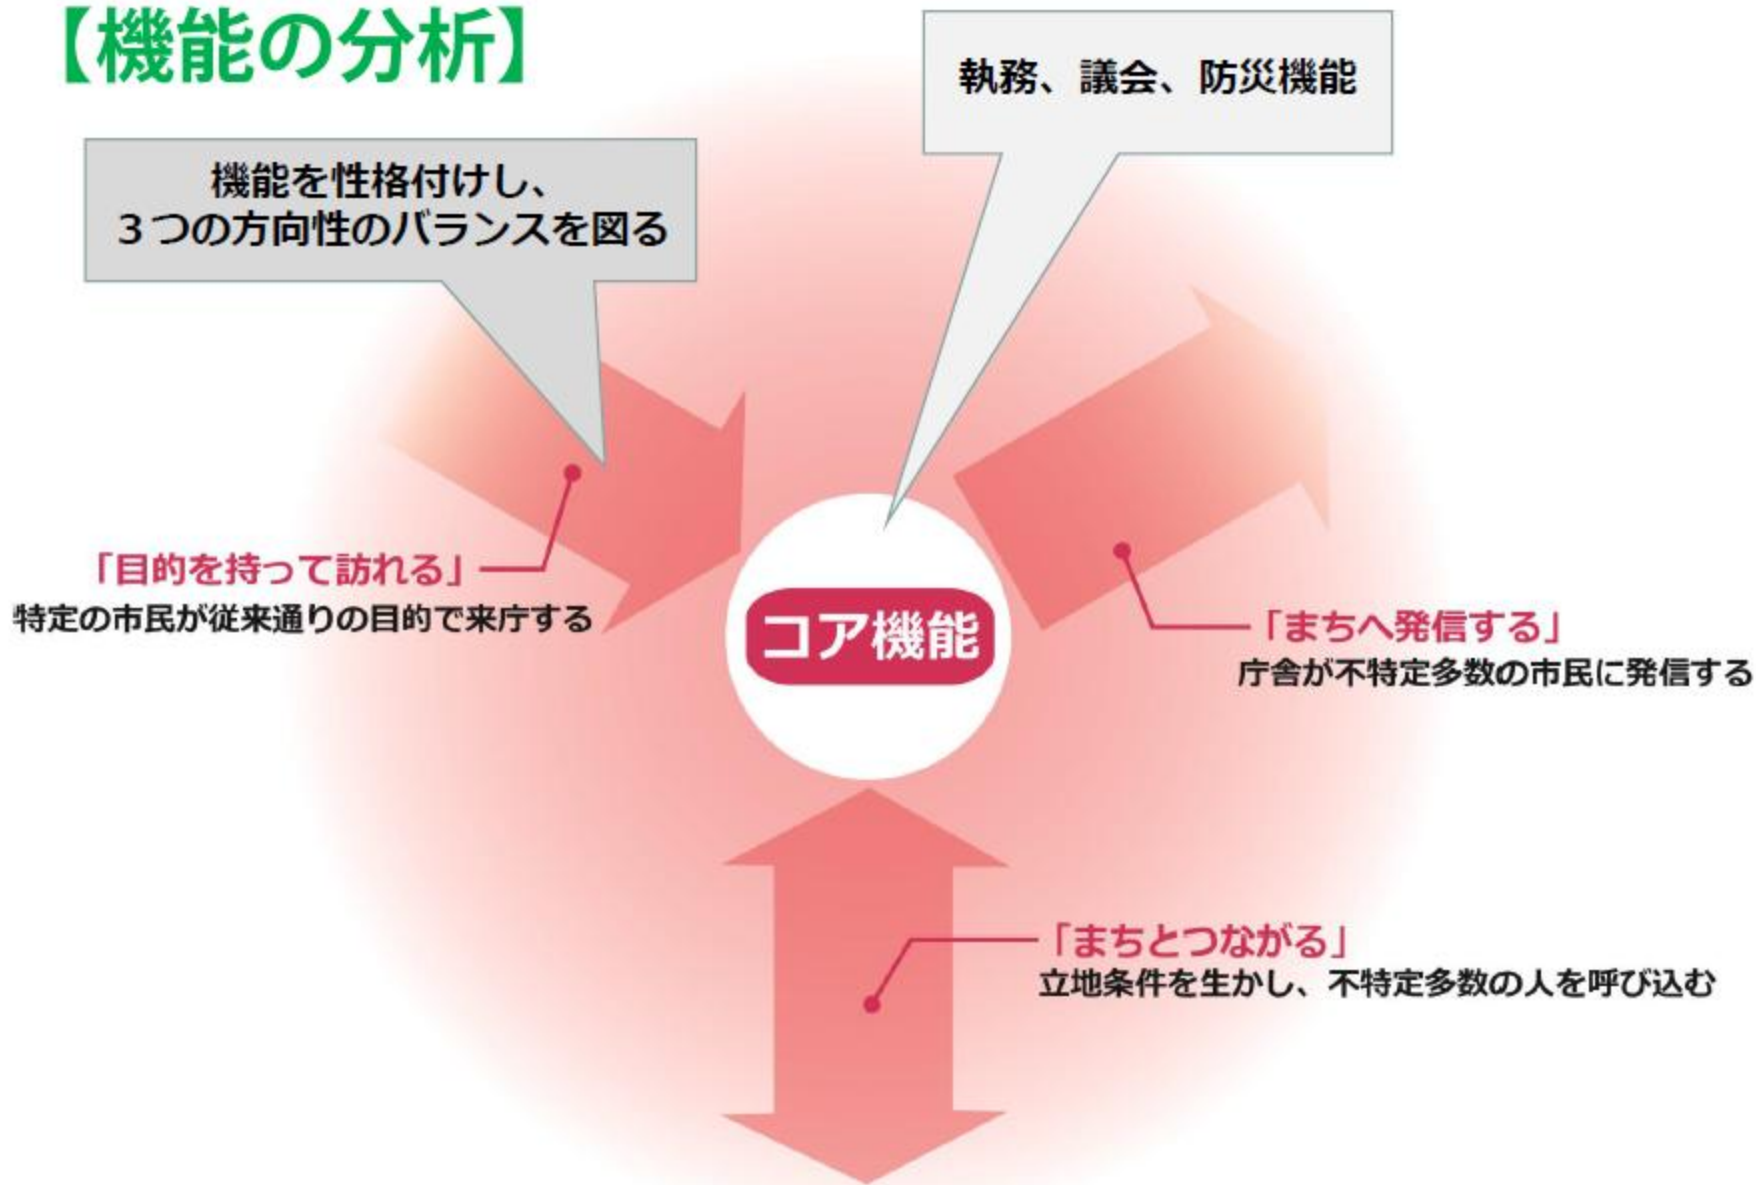 【機能の分析】
執務、議会、防災機能
機能を性格付けし、
３つの方向性のバランスを図る
「目的を持って訪れる」
特定の市民が従来通りの目的で来庁する
コア機能
「まちへ発信する」
庁舎が不特定多数の市民に発信する
「まちとつながる」
立地条件を生かし、不特定多数の人を呼び込む